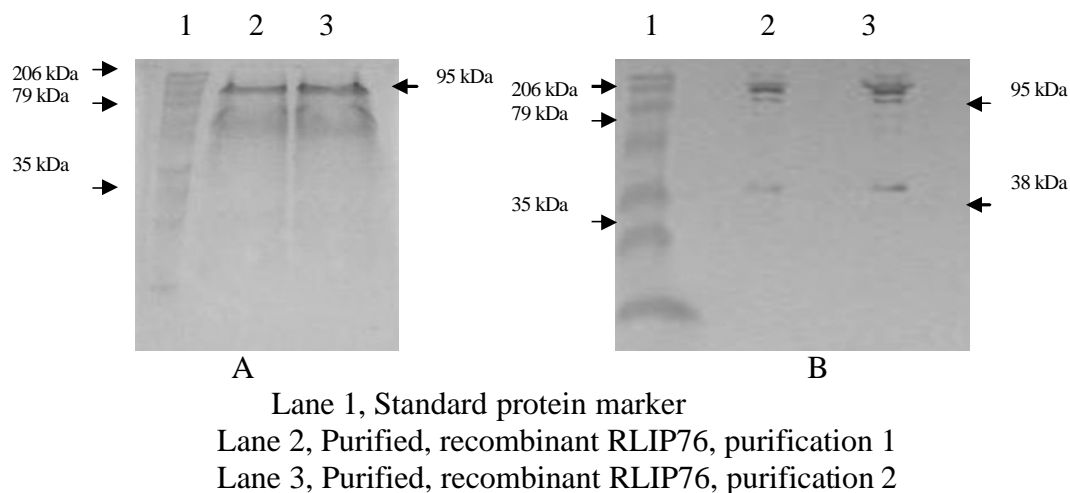 1 2 3
1 2 3
206 kDa
79 kDa
35 kDa
95 kDa
206 kDa
79 kDa
35 kDa
95 kDa
38 kDa
A
B
Lane 1, Standard protein marker
Lane 2, Purified, recombinant RLIP76, purification 1
Lane 3, Purified, recombinant RLIP76, purification 2